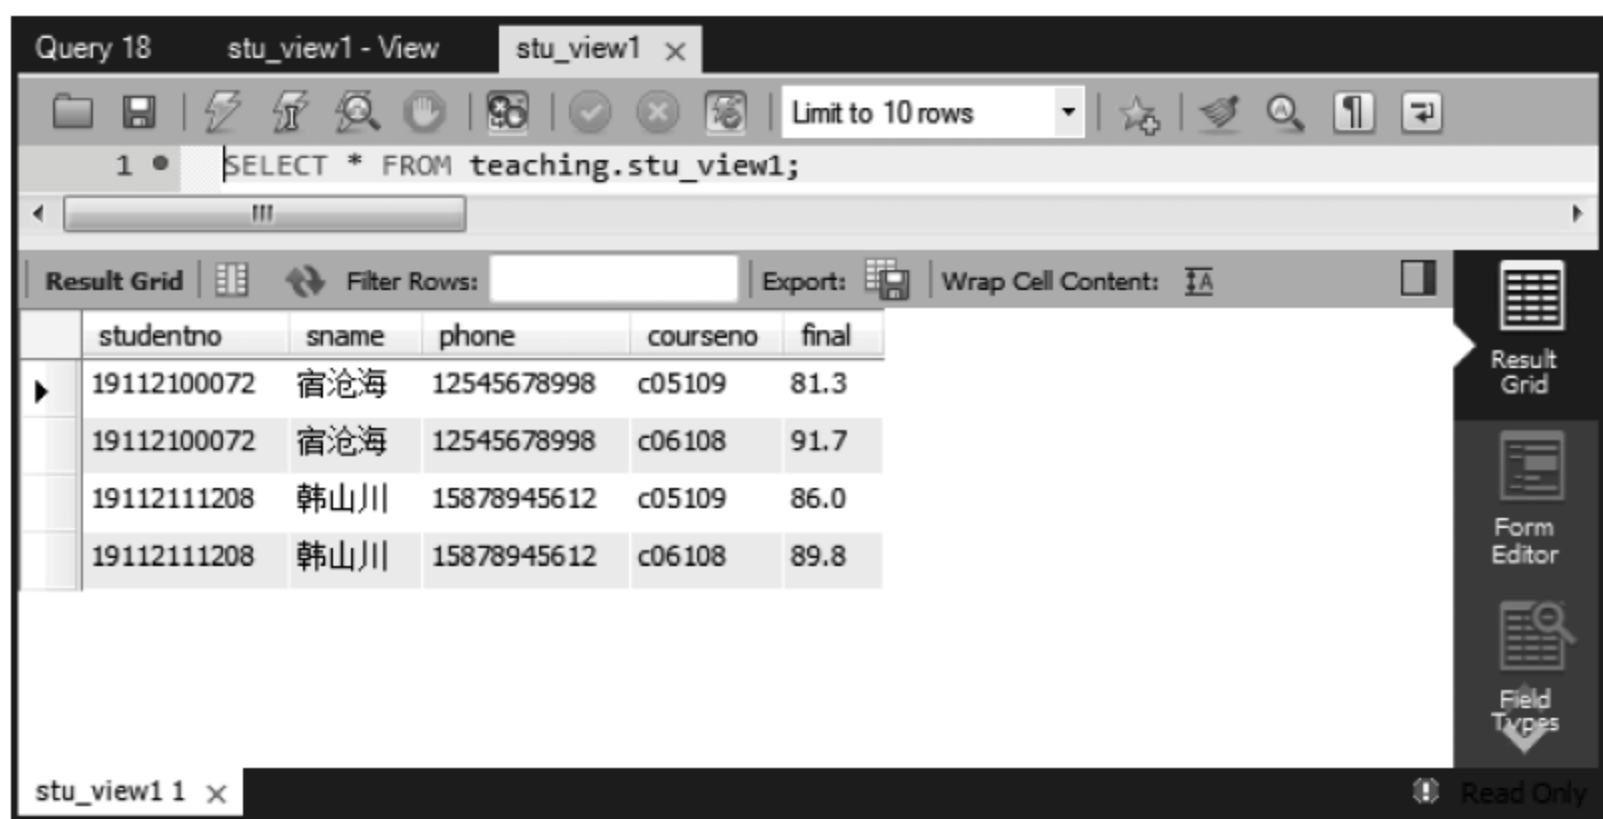 Query 18 stu_view1 - View stu_view1
Limit to 10 rows
1 SELECT * FROM teaching.stu_view1;
Result Grid Filter Rows: Export: Wrap Cell Content:
studentno sname phone courseno final
19112100072 宿沧海 12545678998 c05109 81.3
19112100072 宿沧海 12545678998 c06108 91.7
19112111208 韩山川 15878945612 c05109 86.0
19112111208 韩山川 15878945612 c06108 89.8
Result
Grid
Form
Editor
Field
Types
stu_view1 1 Read Only